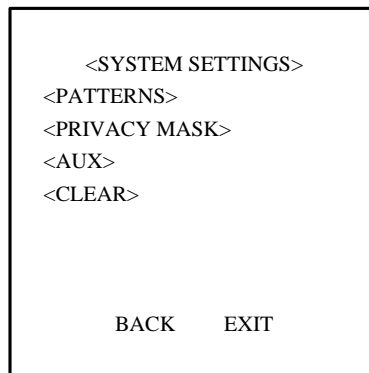 <SYSTEM SETTINGS>
<PATTERNS>
<PRIVACY MASK>
<AUX>
<CLEAR>
BACK EXIT